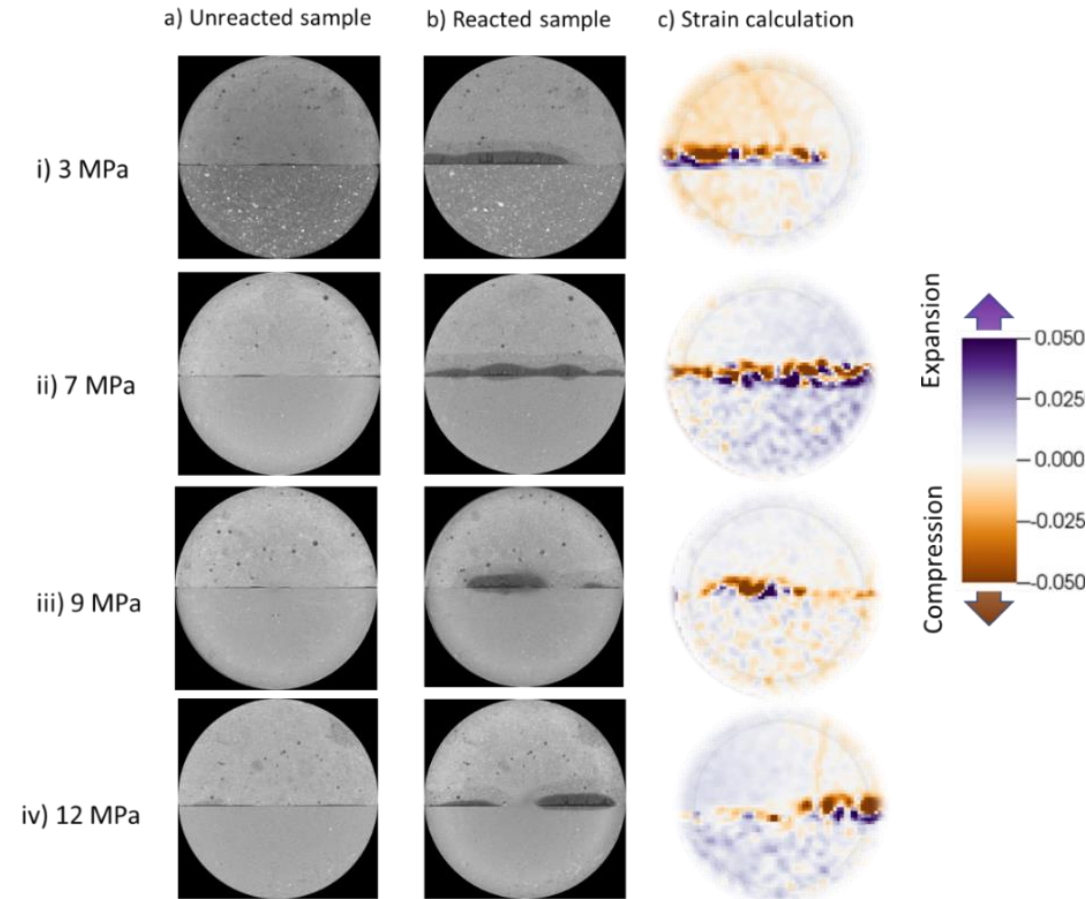 a) Unreacted sample
b) Reacted sample
c) Strain calculation
i) 3 MPa
ii) 7 MPa
iii) 9 MPa
iv) 12 MPa
Expansion
Compression
0.050
0.025
0.000
-0.025
-0.050